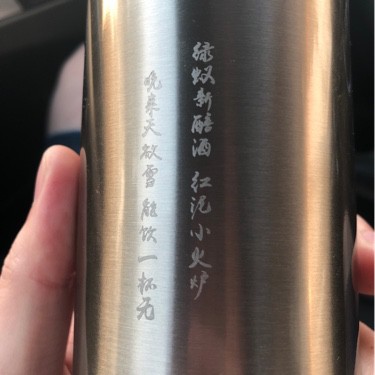 绿蚁新醅酒 红泥小火炉
晚来天欲雪 能饮一杯无